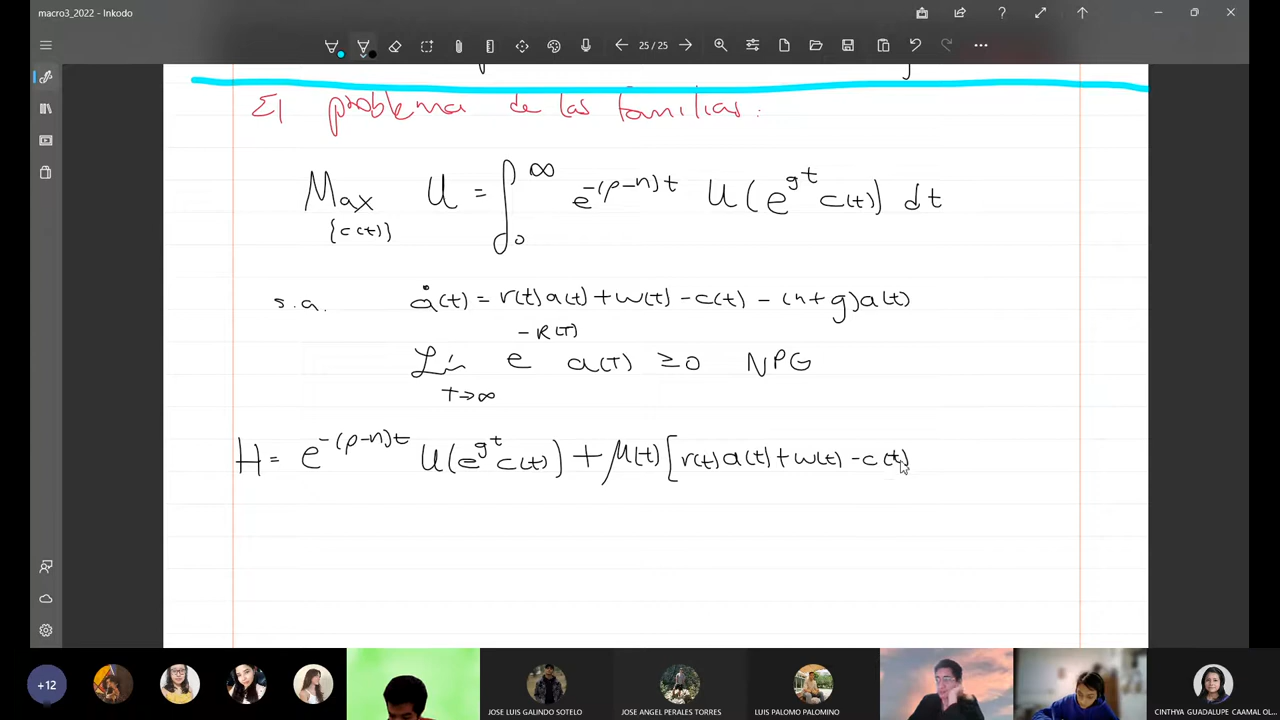 macro3_2022 - Inkodo
25 / 25
El problema de las familias:
Max U = ∫ e^{-(ρ-n)t} U(e^{gt} c(t)) dt
{c(t)} 0 ∞
s.a. ȧ(t) = r(t)a(t) + w(t) - c(t) - (n+g)a(t)
Lim e^{-R(T)} a(T) ≥ 0 NPG
T→∞
H = e^{-(ρ-n)t} U(e^{gt} c(t)) + μ(t) [r(t)a(t) + w(t) - c(t)
+12
JOSE LUIS GALINDO SOTELO
JOSE ANGEL PERALES TORRES
LUIS PALOMO PALOMINO
CINTHYA GUADALUPE CAAMAL OL...